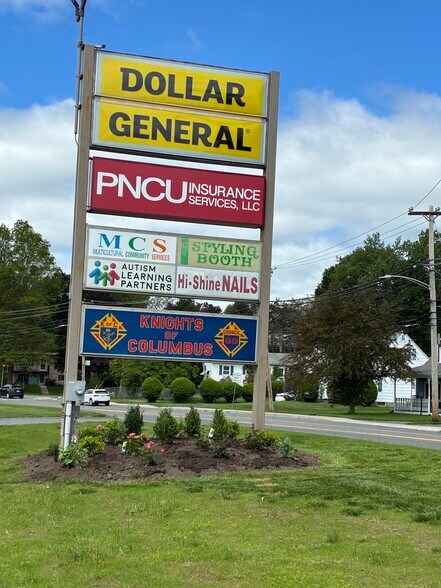 DOLLAR
GENERAL
PNCU INSURANCE
SERVICES, LLC
MCS
MULTICULTURAL COMMUNITY SERVICES
STYLING
BOOTH
AUTISM
LEARNING
PARTNERS
Hi-Shine NAILS
KNIGHTS
OF
COLUMBUS